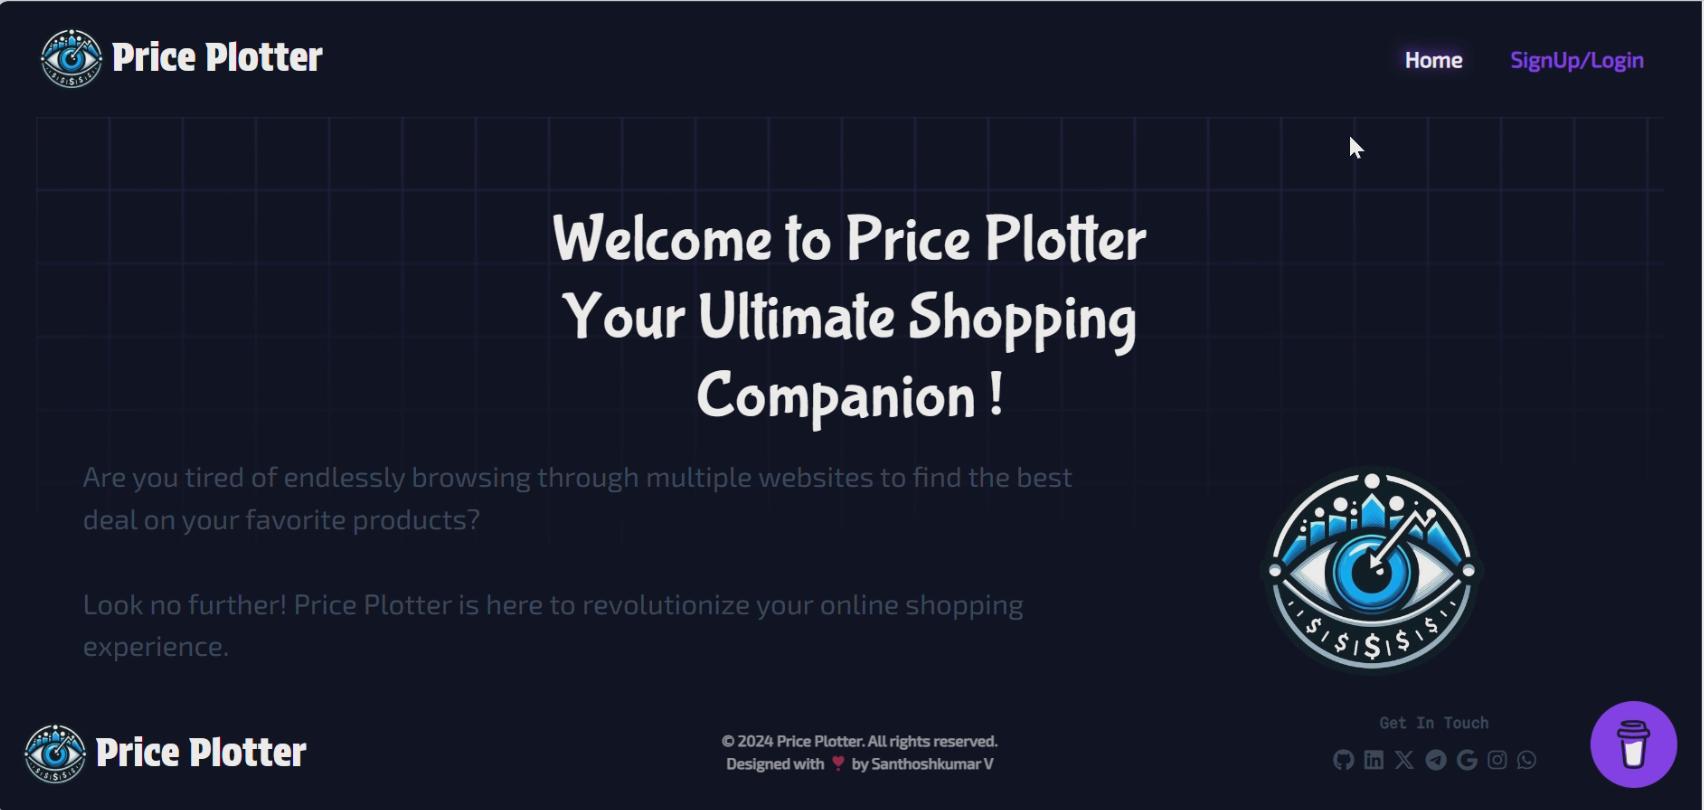 Price Plotter
Home SignUp/Login
Welcome to Price Plotter
Your Ultimate Shopping
Companion !
Are you tired of endlessly browsing through multiple websites to find the best
deal on your favorite products?
Look no further! Price Plotter is here to revolutionize your online shopping
experience.
$ $ $ $ $
Price Plotter
© 2024 Price Plotter. All rights reserved.
Designed with ❣ by Santhoshkumar V
Get In Touch